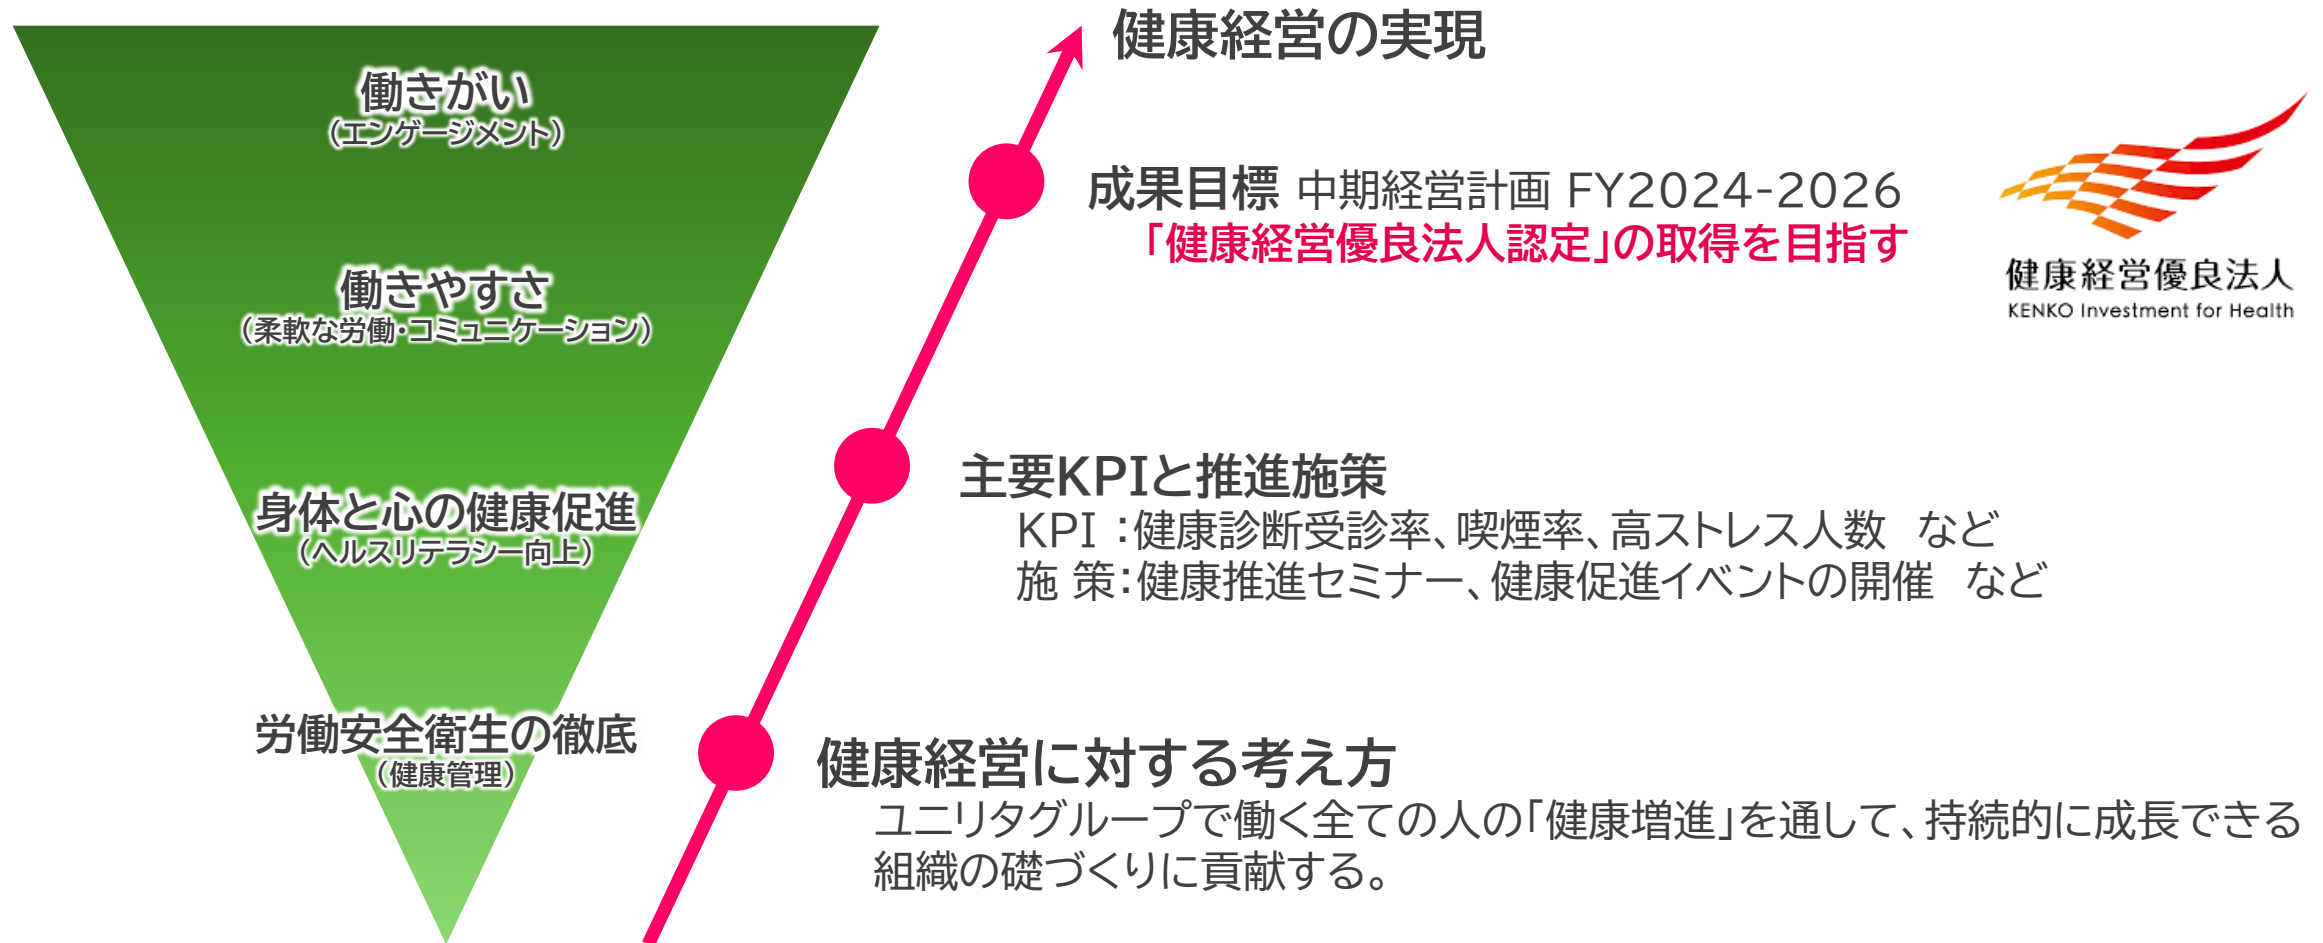 働きがい
（エンゲージメント）
働きやすさ
（柔軟な労働・コミュニケーション）
身体と心の健康促進
（ヘルスリテラシー向上）
労働安全衛生の徹底
（健康管理）
健康経営の実現
成果目標 中期経営計画 FY2024-2026
「健康経営優良法人認定」の取得を目指す
健康経営優良法人
KENKO Investment for Health
主要KPIと推進施策
KPI ：健康診断受診率、喫煙率、高ストレス人数　など
施 策：健康推進セミナー、健康促進イベントの開催　など
健康経営に対する考え方
ユニリタグループで働く全ての人の「健康増進」を通して、持続的に成長できる
組織の礎づくりに貢献する。